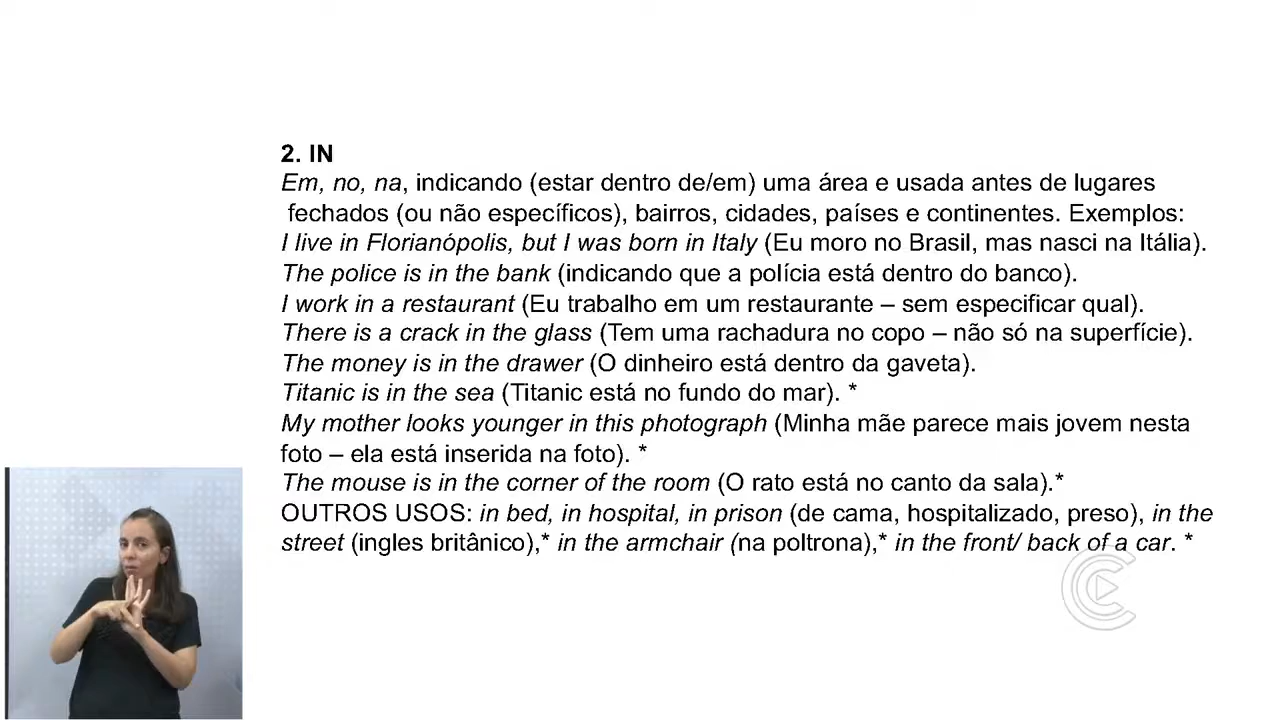 2. IN
Em, no, na, indicando (estar dentro de/em) uma área e usada antes de lugares
fechados (ou não específicos), bairros, cidades, países e continentes. Exemplos:
I live in Florianópolis, but I was born in Italy (Eu moro no Brasil, mas nasci na Itália).
The police is in the bank (indicando que a polícia está dentro do banco).
I work in a restaurant (Eu trabalho em um restaurante – sem especificar qual).
There is a crack in the glass (Tem uma rachadura no copo – não só na superfície).
The money is in the drawer (O dinheiro está dentro da gaveta).
Titanic is in the sea (Titanic está no fundo do mar). *
My mother looks younger in this photograph (Minha mãe parece mais jovem nesta
foto – ela está inserida na foto). *
The mouse is in the corner of the room (O rato está no canto da sala).*
OUTROS USOS: in bed, in hospital, in prison (de cama, hospitalizado, preso), in the
street (ingles britânico),* in the armchair (na poltrona),* in the front/ back of a car. *